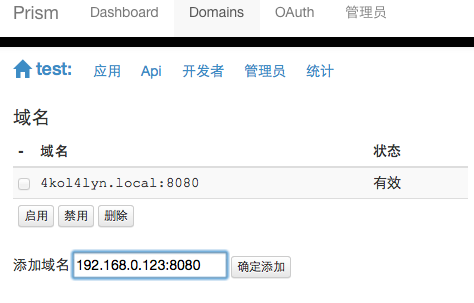 Prism Dashboard Domains OAuth 管理员
test: 应用 Api 开发者 管理员 统计
域名
- 域名 状态
4kol4lyn.local:8080 有效
启用 禁用 删除
添加域名 192.168.0.123:8080 确定添加